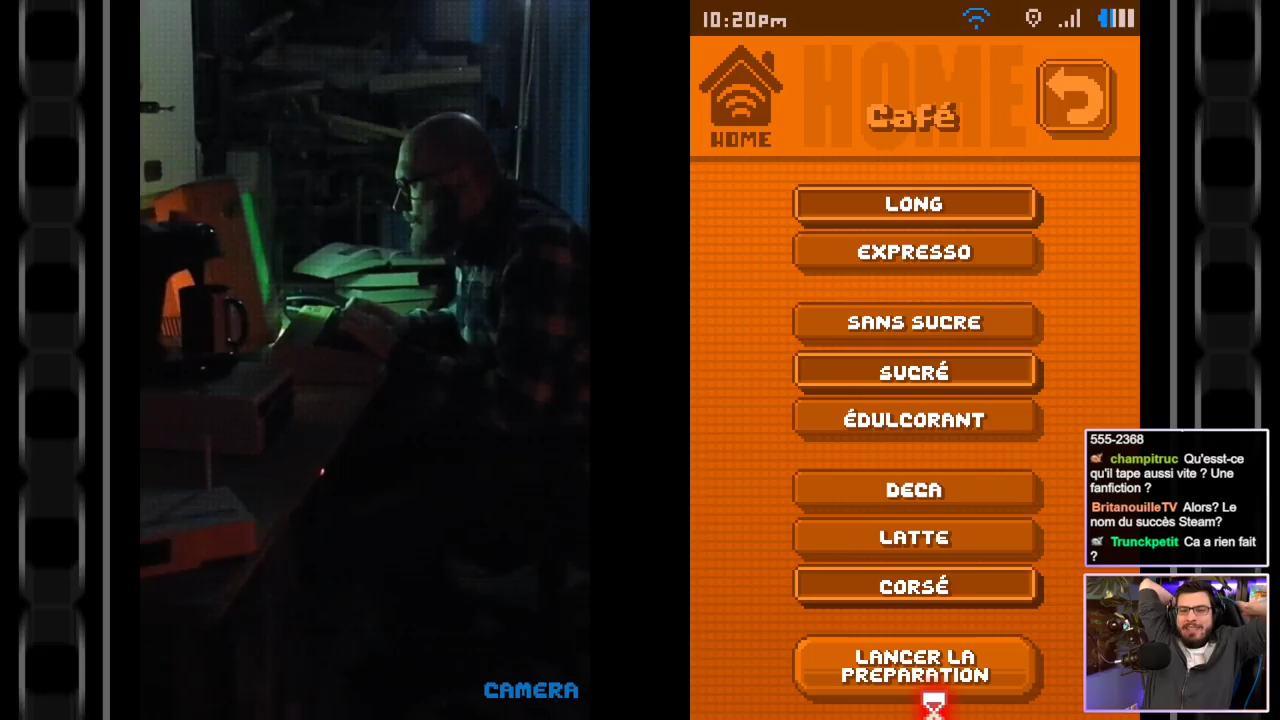 10:20pm
HOME
HOME
Café
LONG
EXPRESSO
SANS SUCRE
SUCRÉ
ÉDULCORANT
DECA
LATTE
CORSÉ
LANCER LA
PREPARATION
CAMERA
555-2368
champitruc Qu'esst-ce
qu'il tape aussi vite ? Une
fanfiction ?
BritanouilleTV Alors? Le
nom du succès Steam?
Trunckpetit Ca a rien fait
?